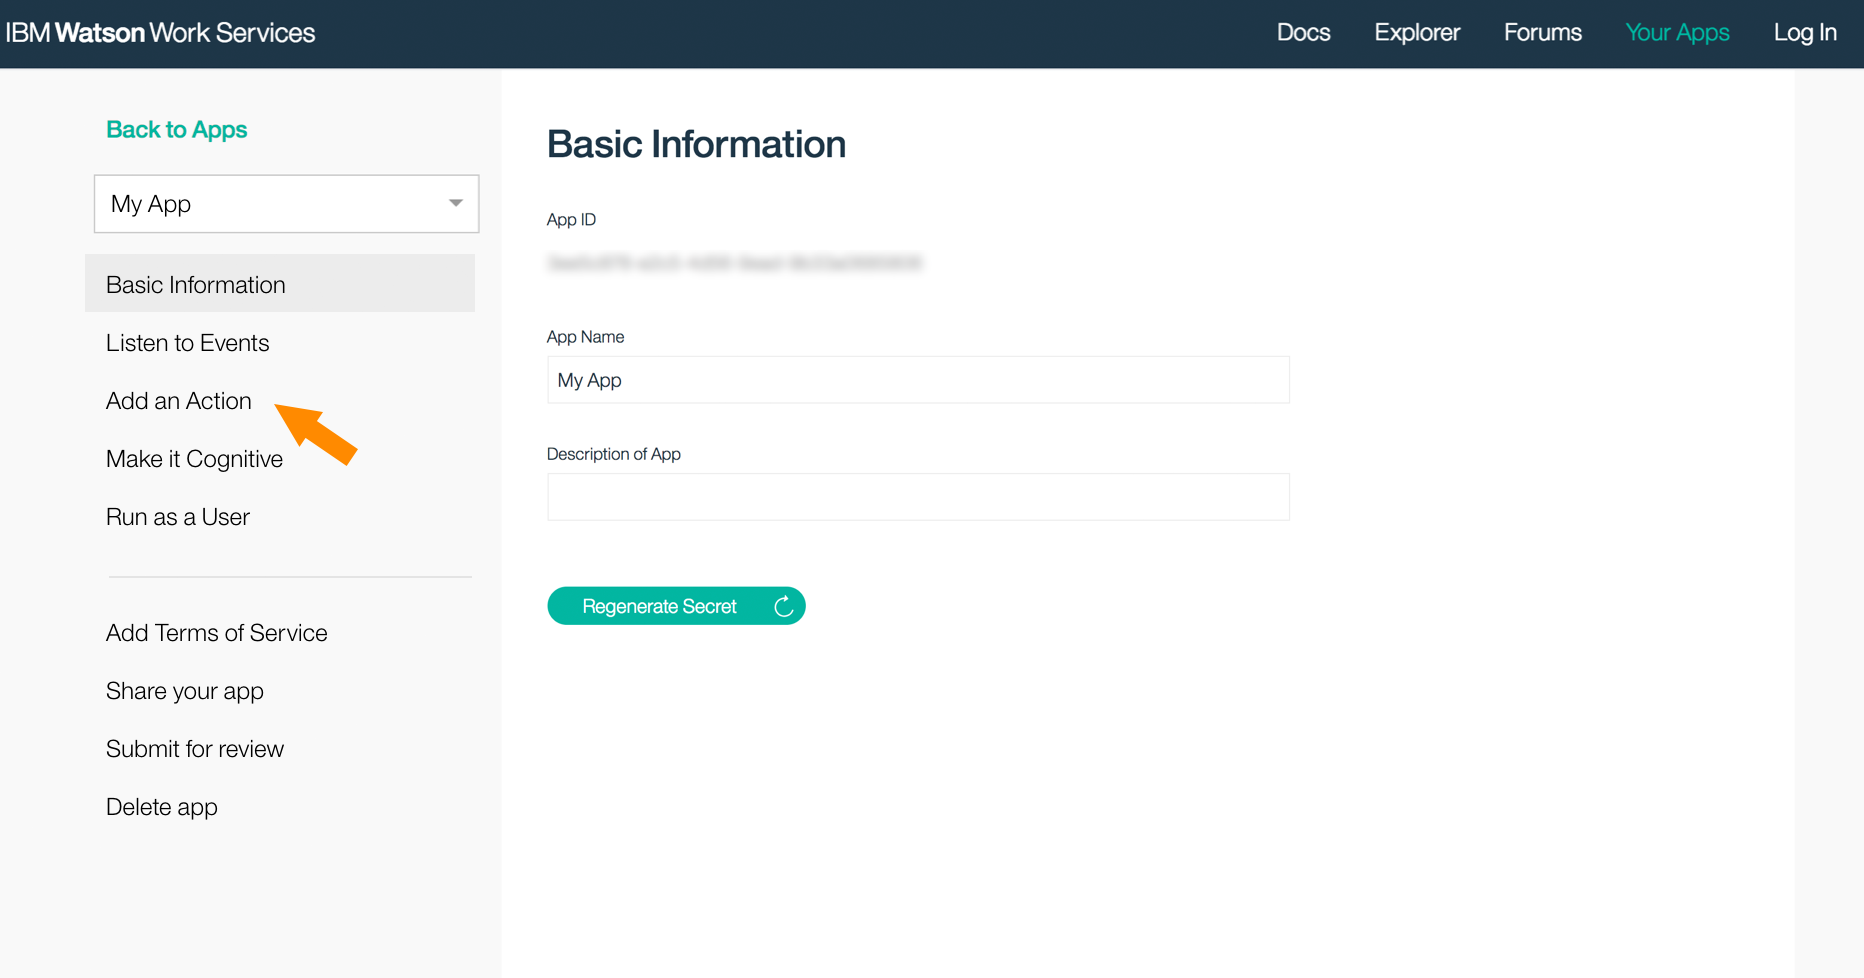 IBM Watson Work Services
Docs
Explorer
Forums
Your Apps
Log In
Back to Apps
My App
Basic Information
Listen to Events
Add an Action
Make it Cognitive
Run as a User
Add Terms of Service
Share your app
Submit for review
Delete app
Basic Information
App ID
App Name
My App
Description of App
Regenerate Secret